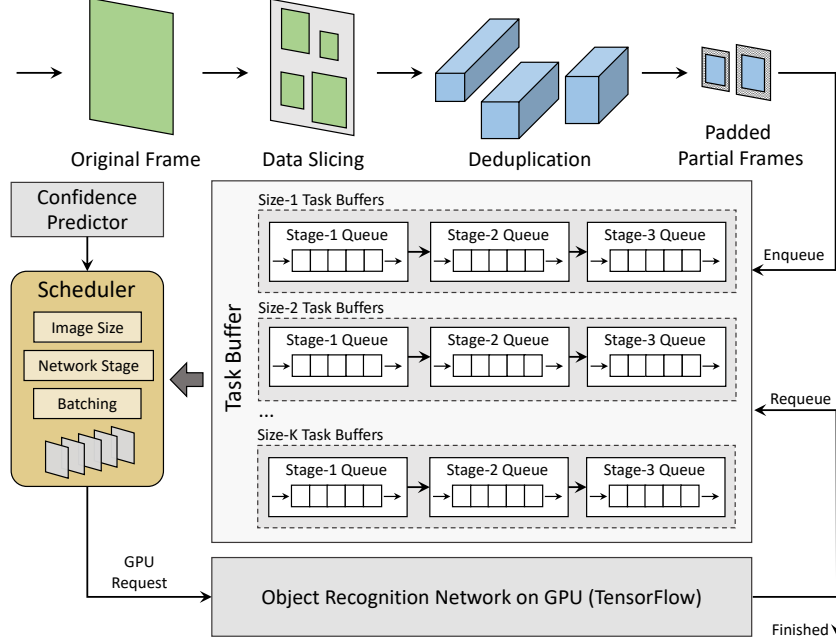 Original Frame
Data Slicing
Deduplication
Padded
Partial Frames
Confidence
Predictor
Scheduler
Image Size
Network Stage
Batching
Task Buffer
Size-1 Task Buffers
Stage-1 Queue
Stage-2 Queue
Stage-3 Queue
Size-2 Task Buffers
Stage-1 Queue
Stage-2 Queue
Stage-3 Queue
...
Size-K Task Buffers
Stage-1 Queue
Stage-2 Queue
Stage-3 Queue
Enqueue
Requeue
GPU
Request
Object Recognition Network on GPU (TensorFlow)
Finished